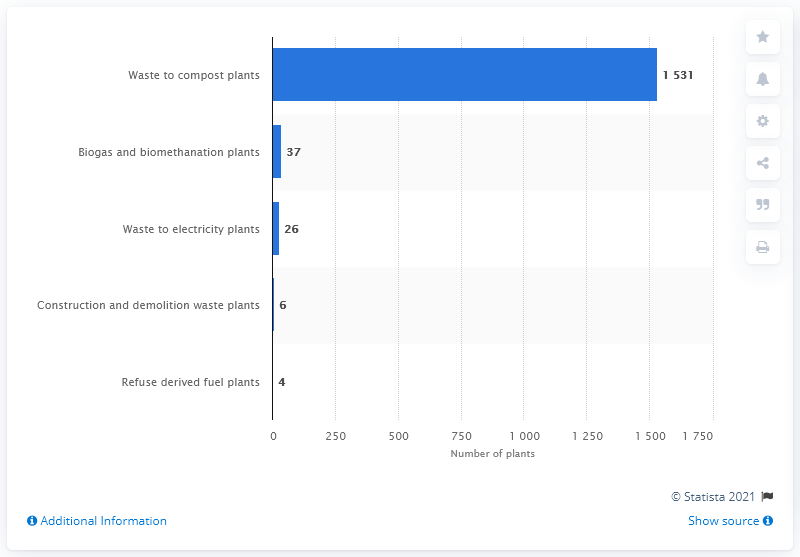 Waste to compost plants 1 531
Biogas and biomethanation plants 37
Waste to electricity plants 26
Construction and demolition waste plants 6
Refuse derived fuel plants 4
0 250 500 750 1 000 1 250 1 500 1 750
Number of plants
© Statista 2021
Additional Information
Show source